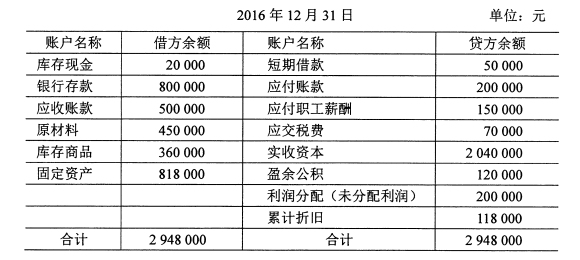 2016 年 12 月 31 日 单位：元
账户名称 借方余额 账户名称 贷方余额
库存现金 20 000 短期借款 50 000
银行存款 800 000 应付账款 200 000
应收账款 500 000 应付职工薪酬 150 000
原材料 450 000 应交税费 70 000
库存商品 360 000 实收资本 2 040 000
固定资产 818 000 盈余公积 120 000
利润分配（未分配利润） 200 000
累计折旧 118 000
合计 2 948 000 合计 2 948 000